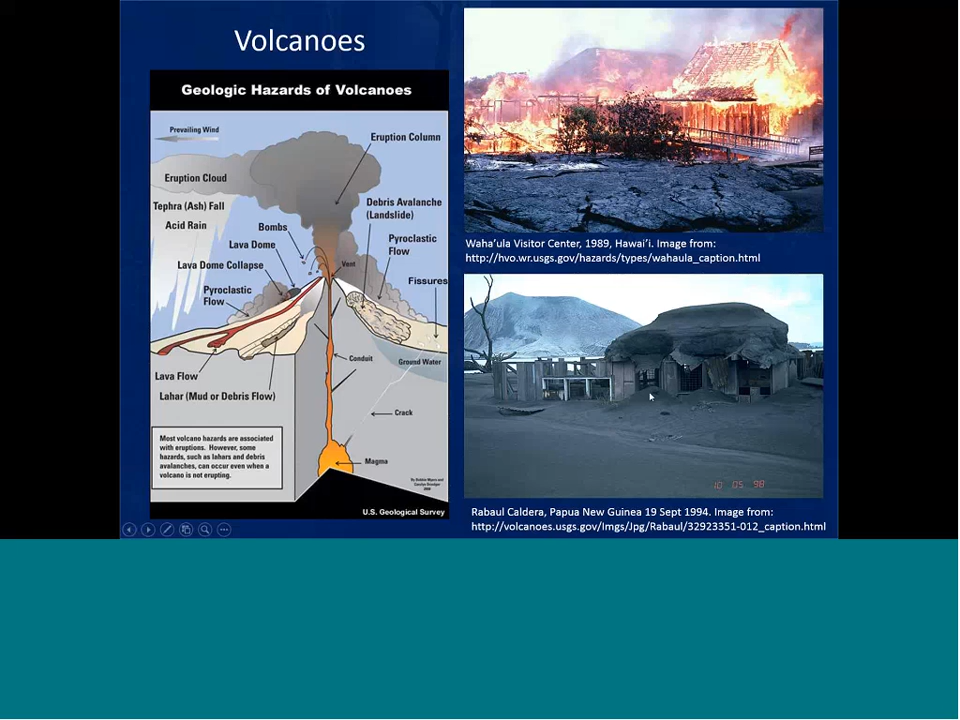 Volcanoes
Geologic Hazards of Volcanoes
Prevailing Wind
Eruption Column
Eruption Cloud
Tephra (Ash) Fall
Acid Rain
Debris Avalanche
(Landslide)
Bombs
Lava Dome
Pyroclastic
Flow
Vent
Lava Dome Collapse
Fissures
Pyroclastic
Flow
Conduit
Ground Water
Lava Flow
Lahar (Mud or Debris Flow)
Crack
Most volcano hazards are associated
with eruptions. However, some
hazards, such as lahars and debris
avalanches, can occur even when a
volcano is not erupting.
Magma
U.S. Geological Survey
Waha'ula Visitor Center, 1989, Hawai'i. Image from:
http://hvo.wr.usgs.gov/hazards/types/wahaula_caption.html
10 05 98
Rabaul Caldera, Papua New Guinea 19 Sept 1994. Image from:
http://volcanoes.usgs.gov/Imgs/Jpg/Rabaul/32923351-012_caption.html